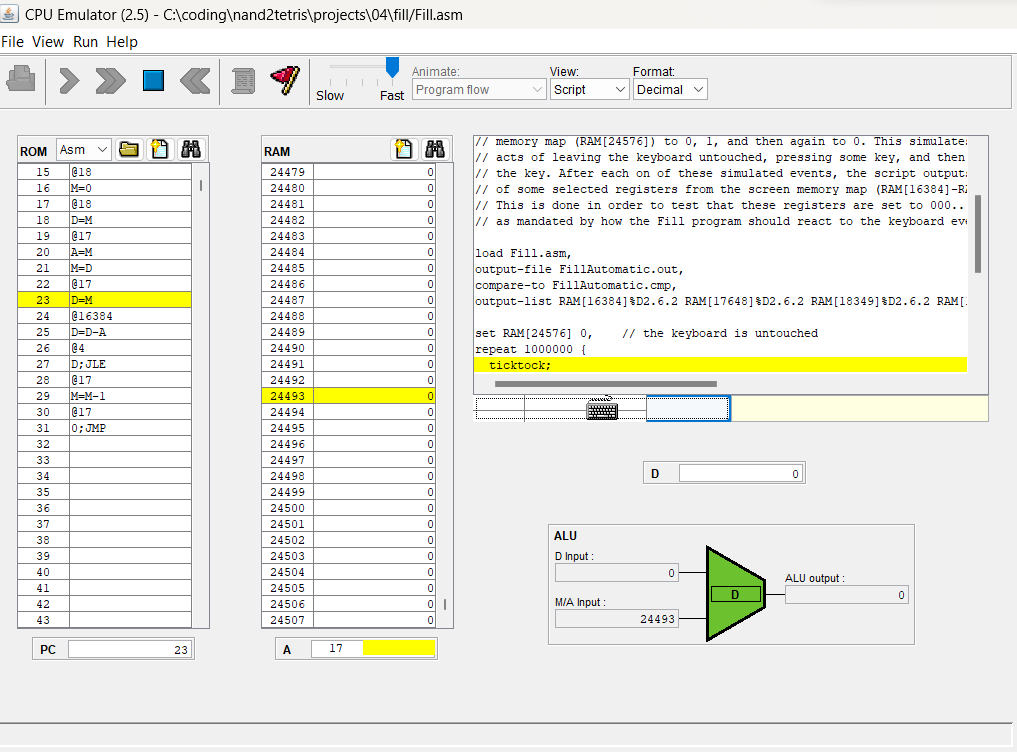 CPU Emulator (2.5) - C:\coding\nand2tetris\projects\04\fill/Fill.asm
File View Run Help
Slow Fast
Animate:
Program flow
View:
Script
Format:
Decimal
ROM Asm
15 @18
16 M=0
17 @18
18 D=M
19 @17
20 A=M
21 M=D
22 @17
23 D=M
24 @16384
25 D=D-A
26 @4
27 D;JLE
28 @17
29 M=M-1
30 @17
31 0;JMP
32
33
34
35
36
37
38
39
40
41
42
43
PC 23
RAM
24479 0
24480 0
24481 0
24482 0
24483 0
24484 0
24485 0
24486 0
24487 0
24488 0
24489 0
24490 0
24491 0
24492 0
24493 0
24494 0
24495 0
24496 0
24497 0
24498 0
24499 0
24500 0
24501 0
24502 0
24503 0
24504 0
24505 0
24506 0
24507 0
A 17
// memory map (RAM[24576]) to 0, 1, and then again to 0. This simulate
// acts of leaving the keyboard untouched, pressing some key, and then
// the key. After each on of these simulated events, the script output
// of some selected registers from the screen memory map (RAM[16384]-R
// This is done in order to test that these registers are set to 000..
// as mandated by how the Fill program should react to the keyboard ev
load Fill.asm,
output-file FillAutomatic.out,
compare-to FillAutomatic.cmp,
output-list RAM[16384]%D2.6.2 RAM[17648]%D2.6.2 RAM[18349]%D2.6.2 RAM[
set RAM[24576] 0, // the keyboard is untouched
repeat 1000000 {
ticktock;
D 0
ALU
D Input :
0
M/A Input :
24493
D
ALU output :
0